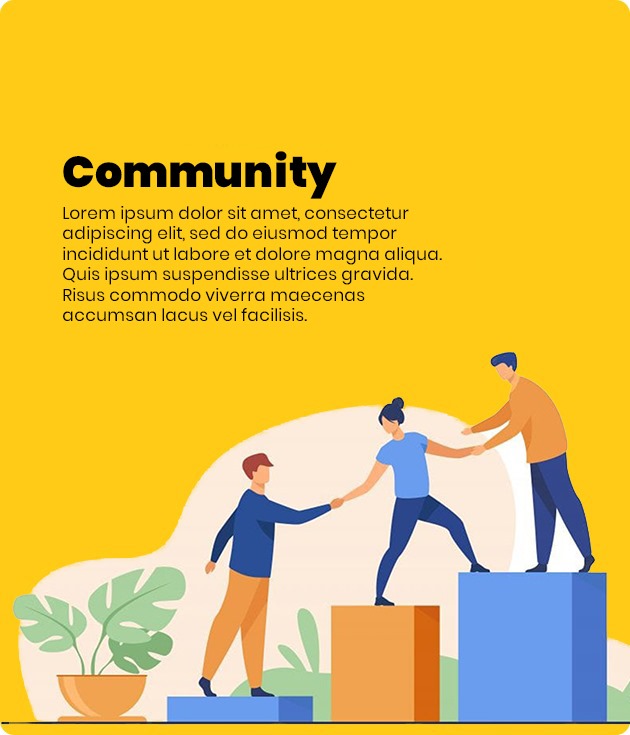 Community
Lorem ipsum dolor sit amet, consectetur
adipiscing elit, sed do eiusmod tempor
incididunt ut labore et dolore magna aliqua.
Quis ipsum suspendisse ultrices gravida.
Risus commodo viverra maecenas
accumsan lacus vel facilisis.